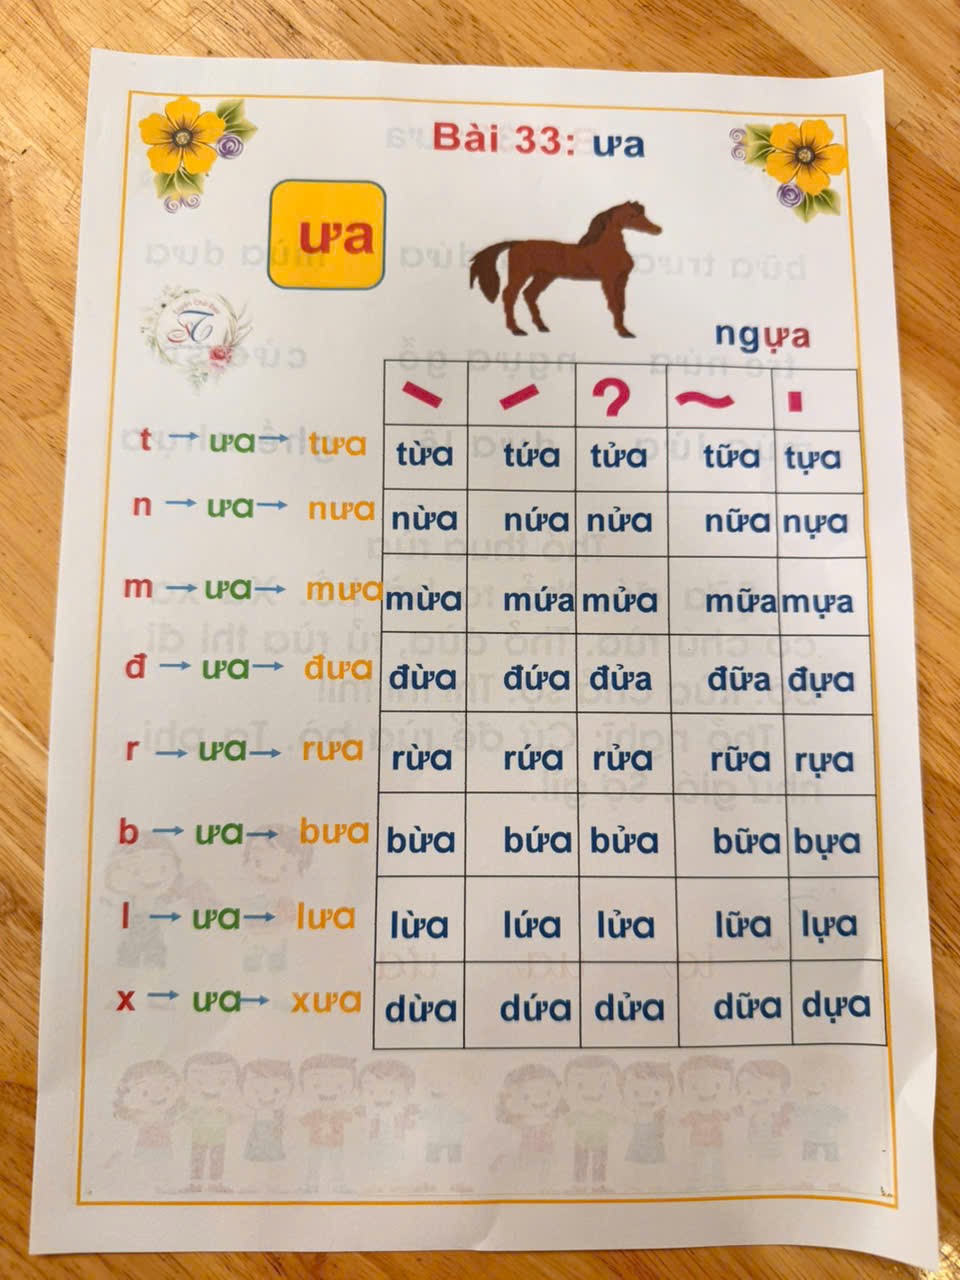 Bài 33: ưa
ưa
ngựa
t → ưa → tưa từa tứa tửa tữa tựa
n → ưa → nưa nừa nứa nửa nữa nựa
m → ưa → mưa mừa mứa mửa mữa mựa
đ → ưa → đưa đừa đứa đửa đữa đựa
r → ưa → rưa rừa rứa rửa rữa rựa
b → ưa → bưa bừa bứa bửa bữa bựa
l → ưa → lưa lừa lứa lửa lữa lựa
x → ưa → xưa dừa dứa dửa dữa dựa